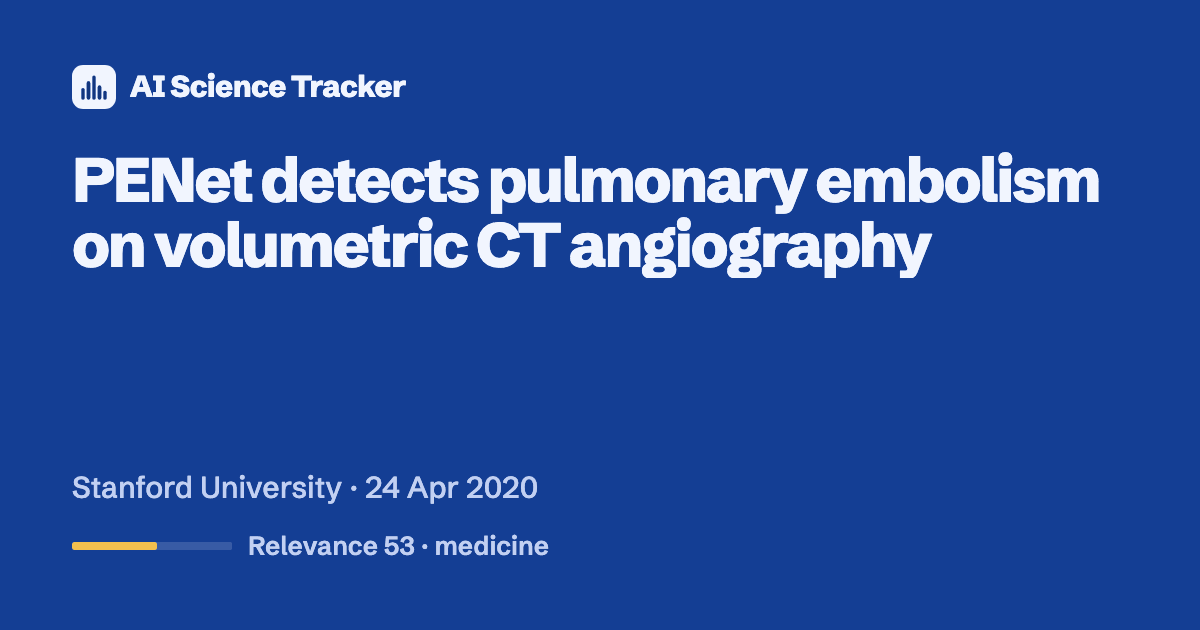 AI Science Tracker
PENet detects pulmonary embolism
on volumetric CT angiography
Stanford University · 24 Apr 2020
Relevance 53 · medicine